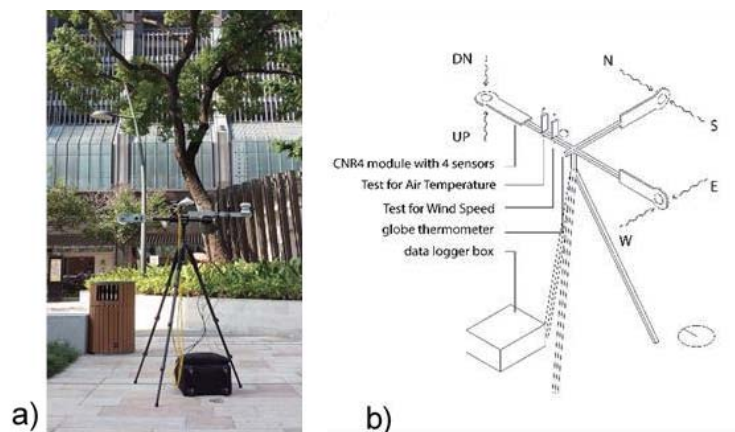 a)
DN
UP
N
S
E
W
CNR4 module with 4 sensors
Test for Air Temperature
Test for Wind Speed
globe thermometer
data logger box
b)